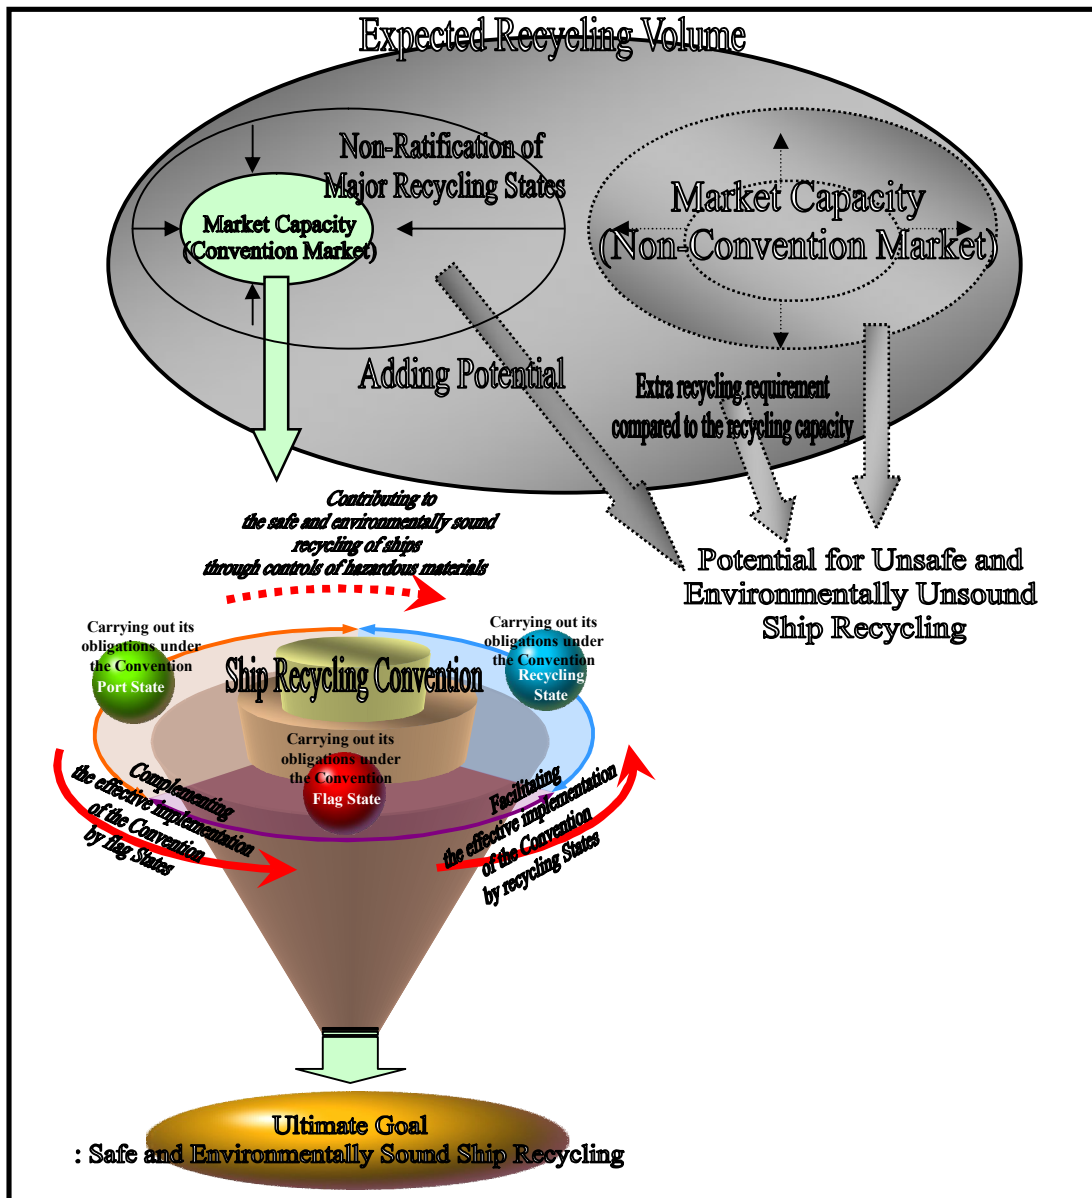 Expected Recycling Volume
Non-Ratification of
Major Recycling States
Market Capacity
(Convention Market)
Market Capacity
(Non-Convention Market)
Adding Potential
Extra recycling requirement
compared to the recycling capacity
Contributing to
the safe and environmentally sound
recycling of ships
through controls of hazardous materials
Potential for Unsafe and
Environmentally Unsound
Ship Recycling
Carrying out its
obligations under
the Convention
Port State
Ship Recycling Convention
Carrying out its
obligations under
the Convention
Recycling
State
Carrying out its
obligations under
the Convention
Flag State
Complementing
the effective implementation
of the Convention
by flag States
Facilitating
the effective implementation
of the Convention
by recycling States
Ultimate Goal
: Safe and Environmentally Sound Ship Recycling